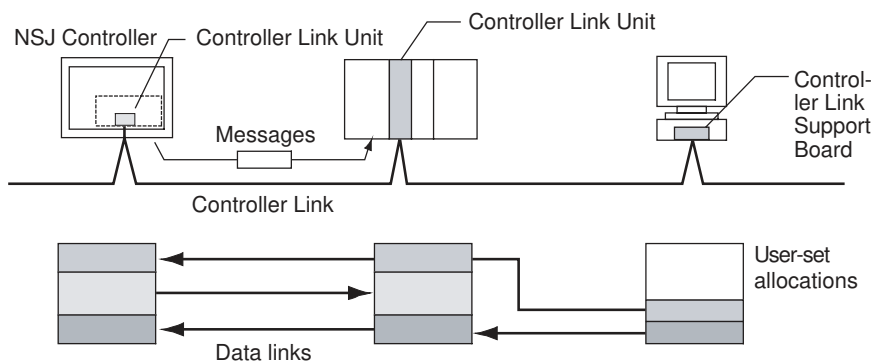 NSJ Controller
Controller Link Unit
Controller Link Unit
Control-
ler Link
Support
Board
Messages
Controller Link
User-set
allocations
Data links